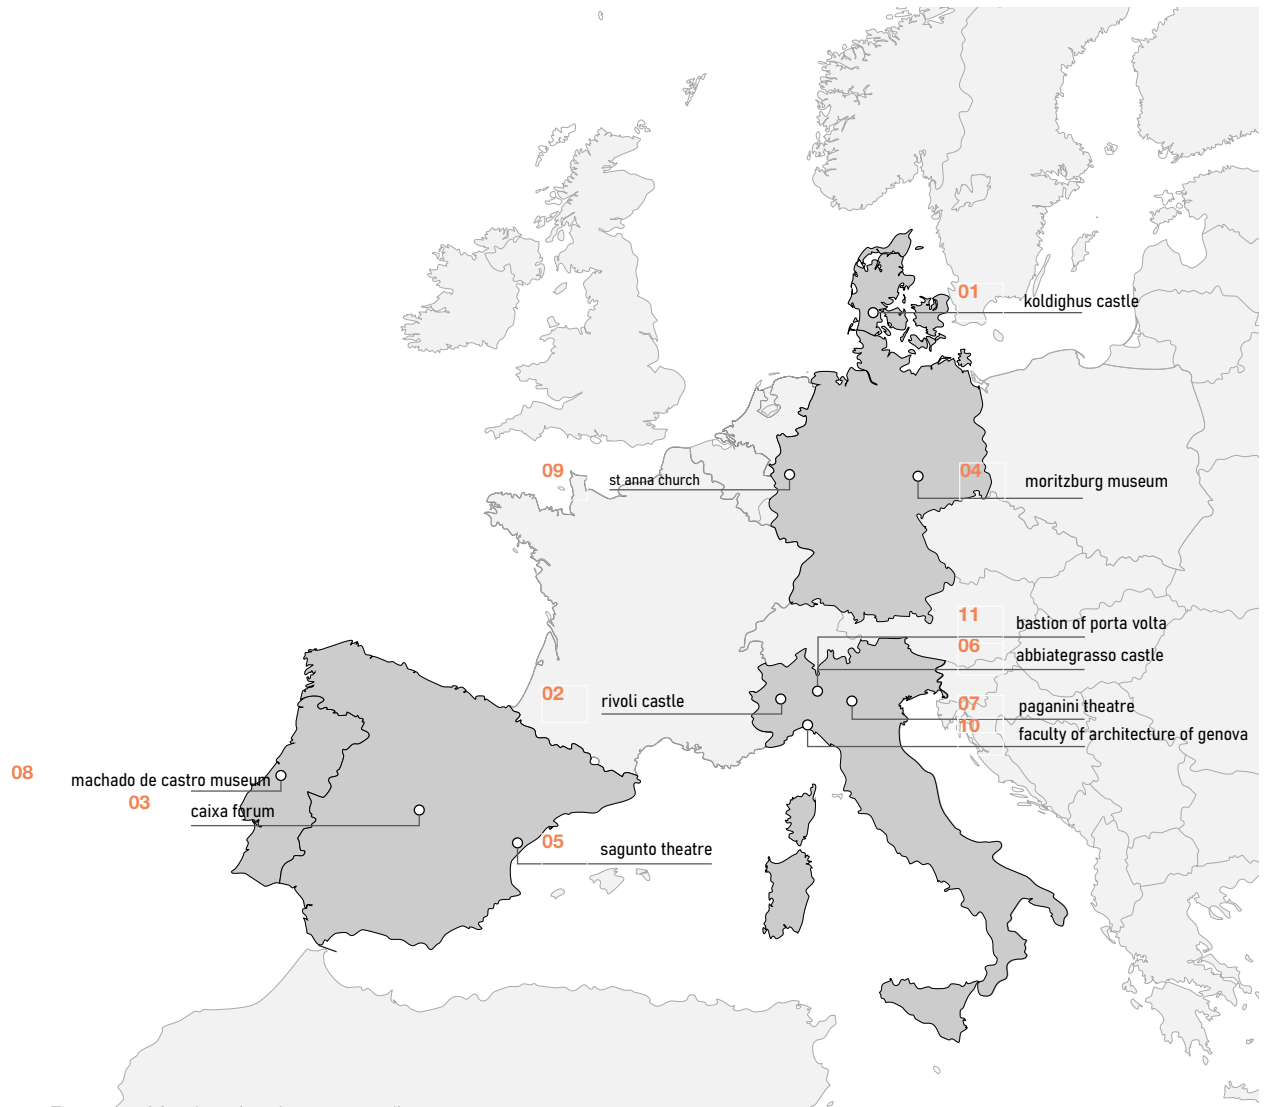 01
koldighus castle
09
st anna church
04
moritzburg museum
11
bastion of porta volta
06
abbiategrasso castle
02
rivoli castle
07
paganini theatre
10
faculty of architecture of genova
08
machado de castro museum
03
caixa forum
05
sagunto theatre